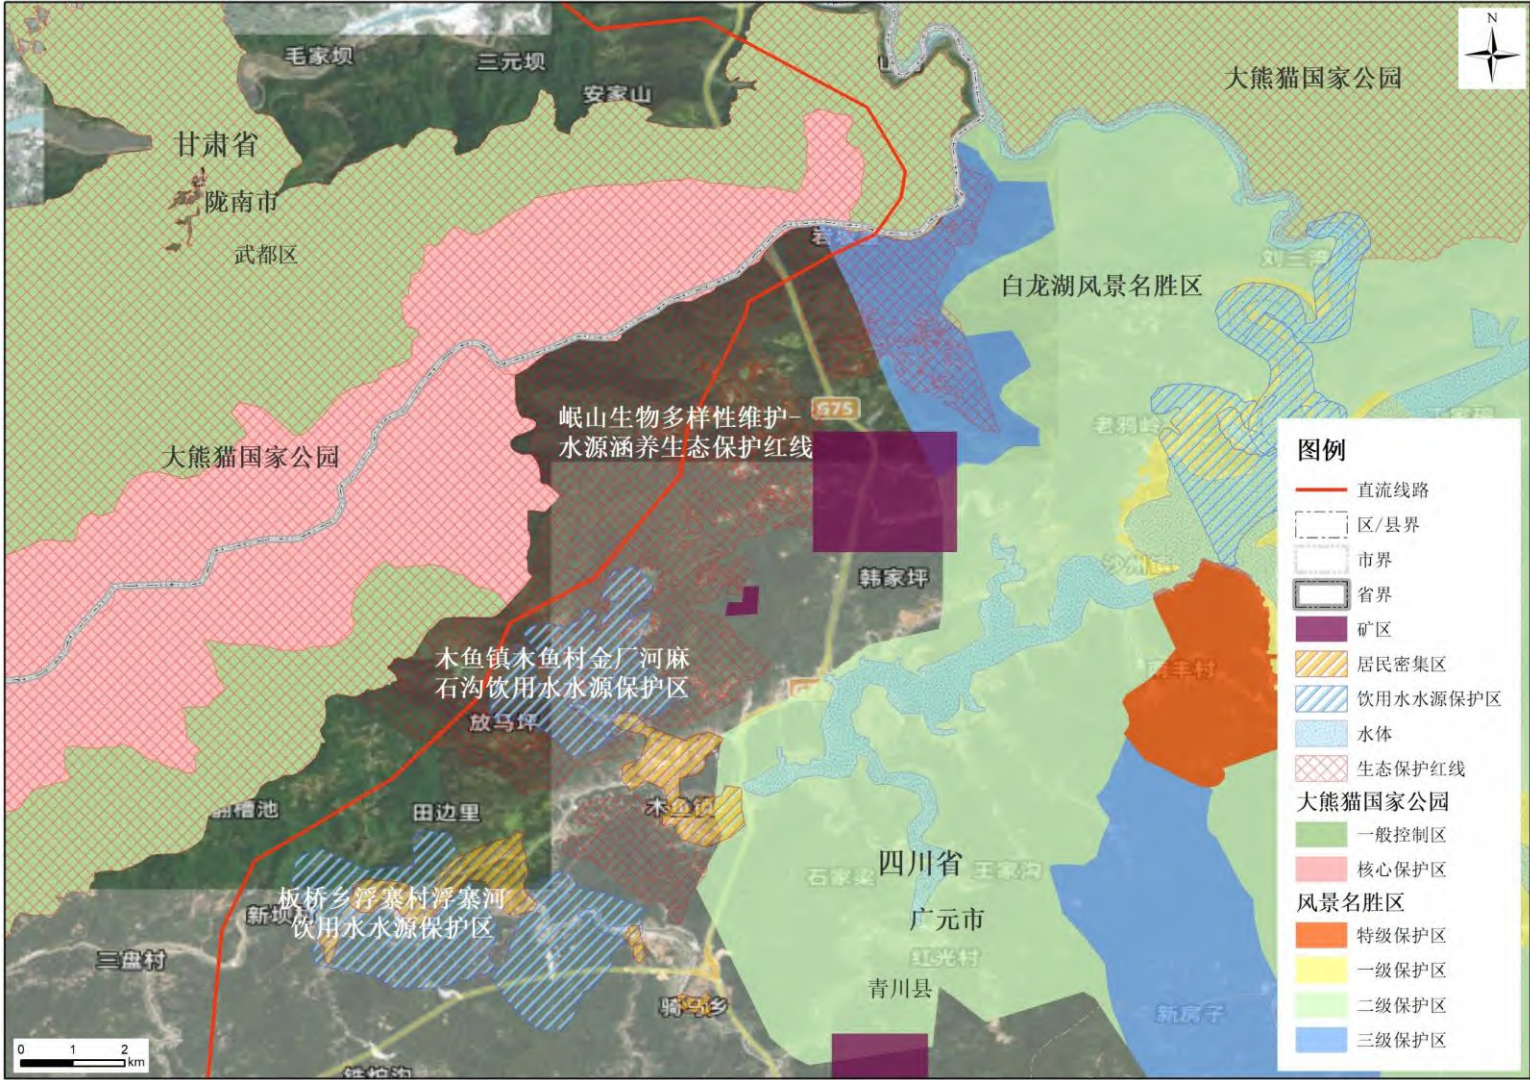 N
毛家坝
三元坝
安家山
大熊猫国家公园
甘肃省
陇南市
武都区
刘三湾
白龙湖风景名胜区
岷山生物多样性维护-
水源涵养生态保护红线
G75
老鸦岭
大熊猫国家公园
韩家坪
沙州镇
木鱼镇木鱼村金厂河麻
石沟饮用水水源保护区
放马坪
田边里
木鱼镇
石家梁
四川省
王家沟
广元市
板桥乡浮寨村浮寨河
饮用水水源保护区
新坝村
三盘村
红光村
青川县
骑马乡
新房子
0 1 2
km
图例
直流线路
区/县界
市界
省界
矿区
居民密集区
饮用水水源保护区
水体
生态保护红线
大熊猫国家公园
一般控制区
核心保护区
风景名胜区
特级保护区
一级保护区
二级保护区
三级保护区